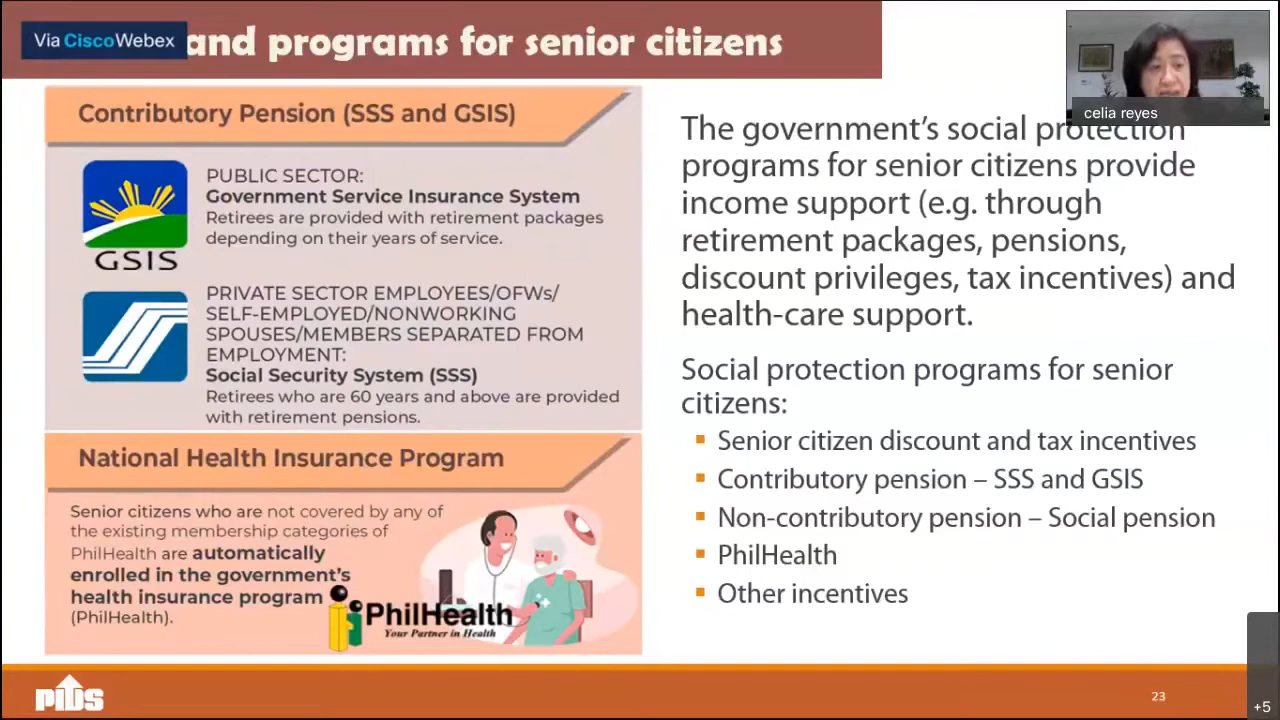 Via CiscoWebex
and programs for senior citizens
celia reyes
Contributory Pension (SSS and GSIS)
GSIS
PUBLIC SECTOR:
Government Service Insurance System
Retirees are provided with retirement packages
depending on their years of service.
PRIVATE SECTOR EMPLOYEES/OFWs/
SELF-EMPLOYED/NONWORKING
SPOUSES/MEMBERS SEPARATED FROM
EMPLOYMENT:
Social Security System (SSS)
Retirees who are 60 years and above are provided
with retirement pensions.
National Health Insurance Program
Senior citizens who are not covered by any of
the existing membership categories of
PhilHealth are automatically
enrolled in the government's
health insurance program
(PhilHealth).
PhilHealth
Your Partner in Health
The government's social protection
programs for senior citizens provide
income support (e.g. through
retirement packages, pensions,
discount privileges, tax incentives) and
health-care support.
Social protection programs for senior
citizens:
Senior citizen discount and tax incentives
Contributory pension – SSS and GSIS
Non-contributory pension – Social pension
PhilHealth
Other incentives
PIDS
23
+5